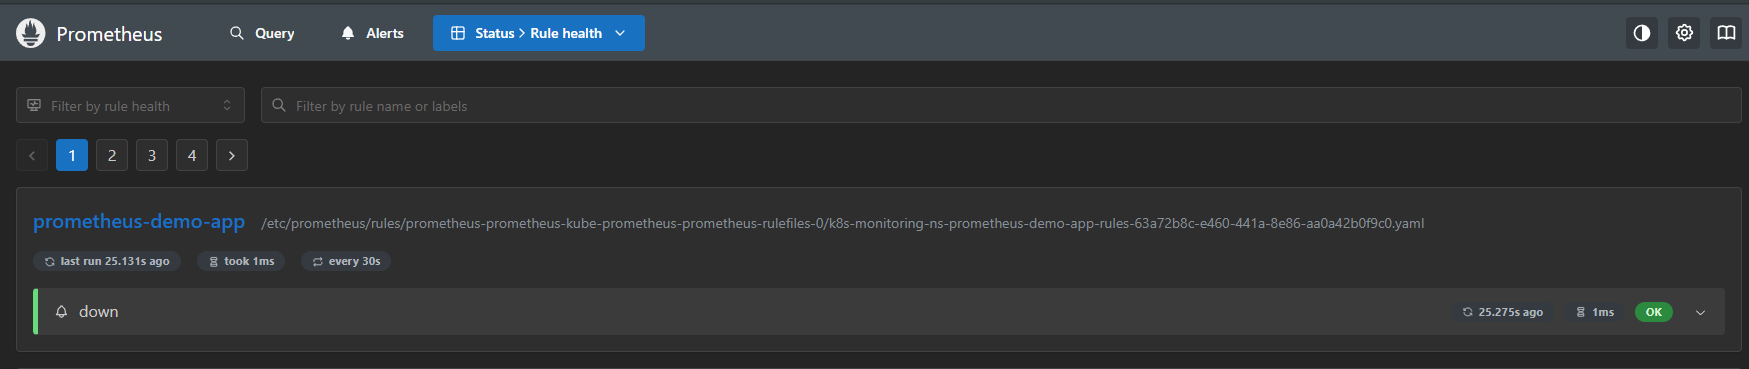 Prometheus Query Alerts Status > Rule health
Filter by rule health Filter by rule name or labels
1 2 3 4
prometheus-demo-app /etc/prometheus/rules/prometheus-prometheus-kube-prometheus-prometheus-rulefiles-0/k8s-monitoring-ns-prometheus-demo-app-rules-63a72b8c-e460-441a-8e86-aa0a42b0f9c0.yaml
last run 25.131s ago took 1ms every 30s
down 25.275s ago 1ms OK